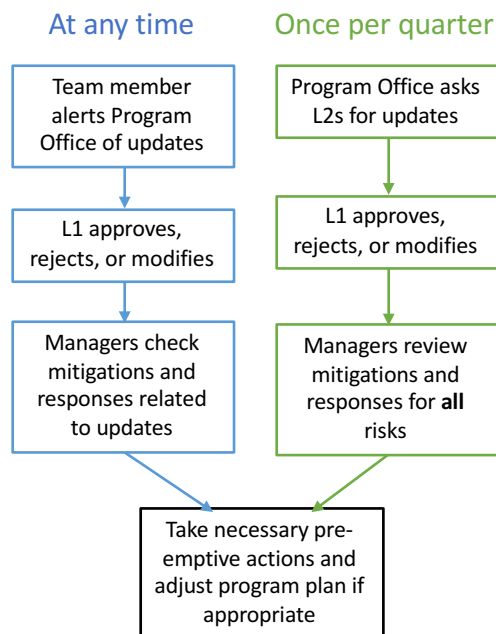 At any time
Once per quarter
Team member
alerts Program
Office of updates
Program Office asks
L2s for updates
L1 approves,
rejects, or modifies
L1 approves,
rejects, or modifies
Managers check
mitigations and
responses related
to updates
Managers review
mitigations and
responses for all
risks
Take necessary pre-
emptive actions and
adjust program plan if
appropriate